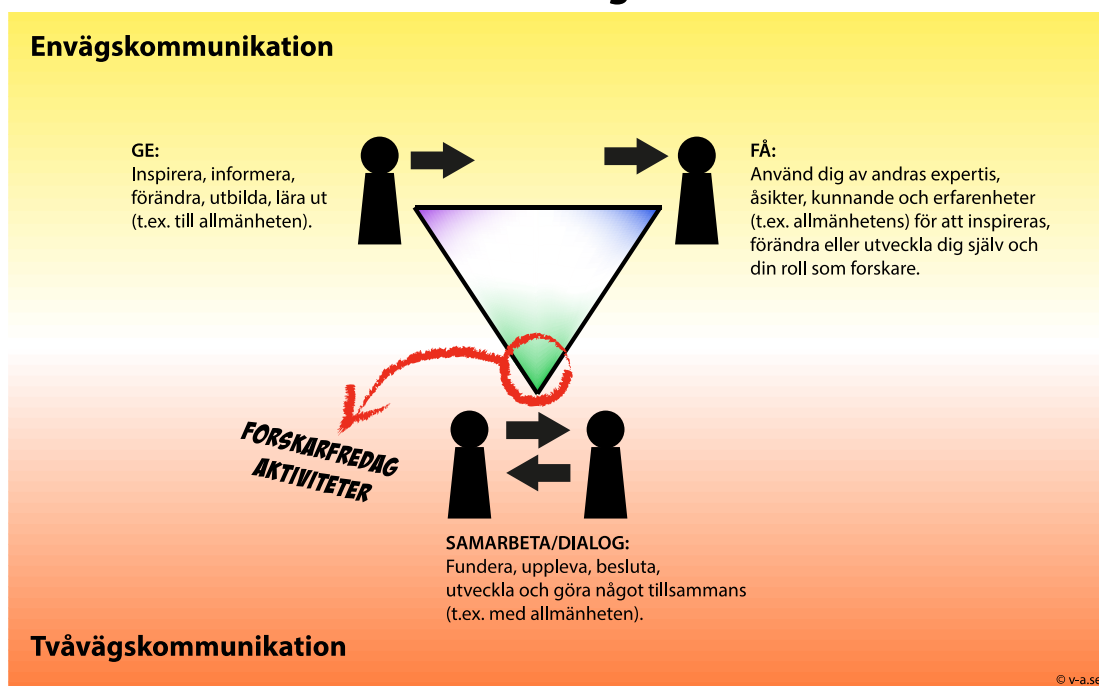 Envägskommunikation
GE:
Inspirera, informera,
förändra, utbilda, lära ut
(t.ex. till allmänheten).
FÅ:
Använd dig av andras expertis,
åsikter, kunnande och erfarenheter
(t.ex. allmänhetens) för att inspireras,
förändra eller utveckla dig själv och
din roll som forskare.
FORSKARFREDAG
AKTIVITETER
SAMARBETA/DIALOG:
Fundera, uppleva, besluta,
utveckla och göra något tillsammans
(t.ex. med allmänheten).
Tvåvägskommunikation
© v-a.se